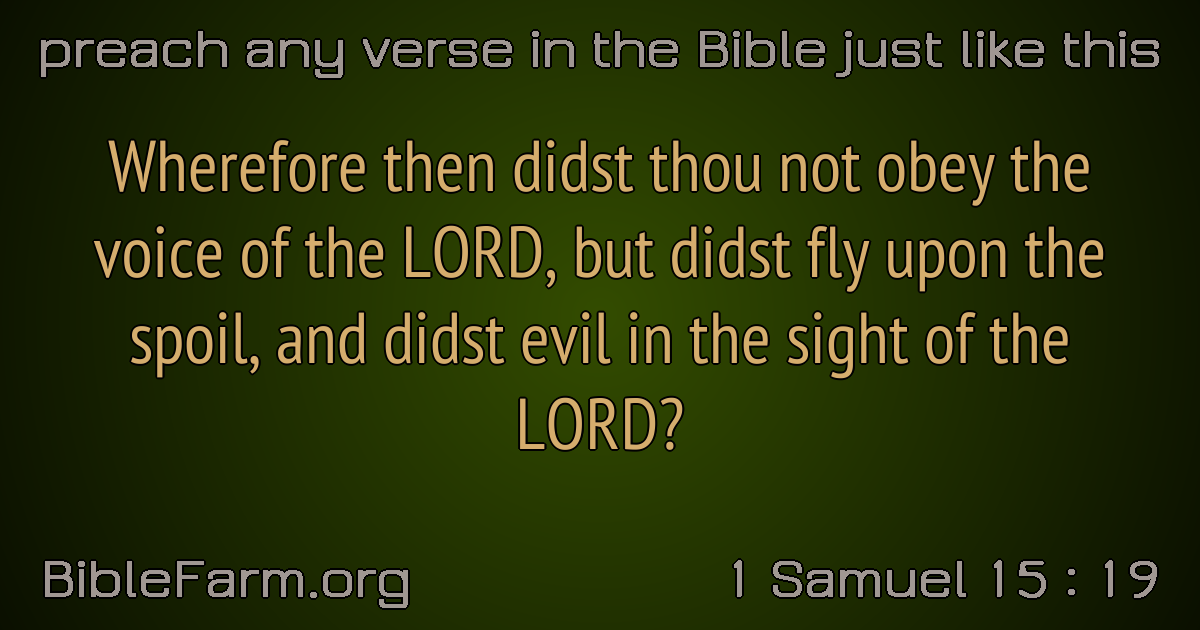 preach any verse in the Bible just like this
Wherefore then didst thou not obey the
voice of the LORD, but didst fly upon the
spoil, and didst evil in the sight of the
LORD?
BibleFarm.org
1 Samuel 15 : 19